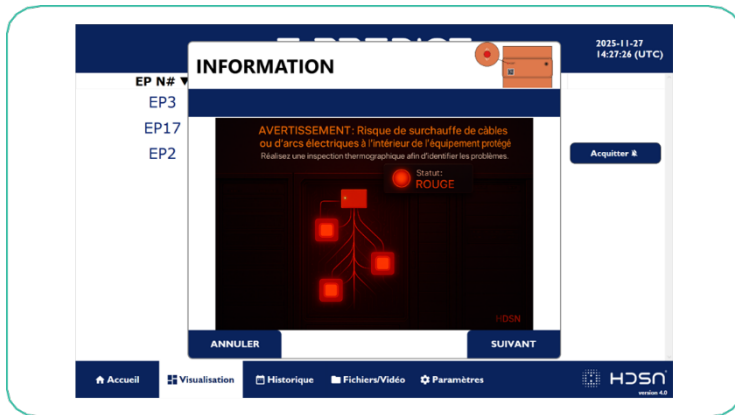 2025-11-27
14:27:26 (UTC)
INFORMATION
EP N# ▼
EP3
EP17
EP2
AVERTISSEMENT: Risque de surchauffe de câbles
ou d'arcs électriques à l'intérieur de l'équipement protégé
Réalisez une inspection thermographique afin d'identifier les problèmes.
Statut:
ROUGE
Acquitter
HDSN
ANNULER
SUIVANT
Accueil
Visualisation
Historique
Fichiers/Vidéo
Paramètres
HDSN
version 4.0